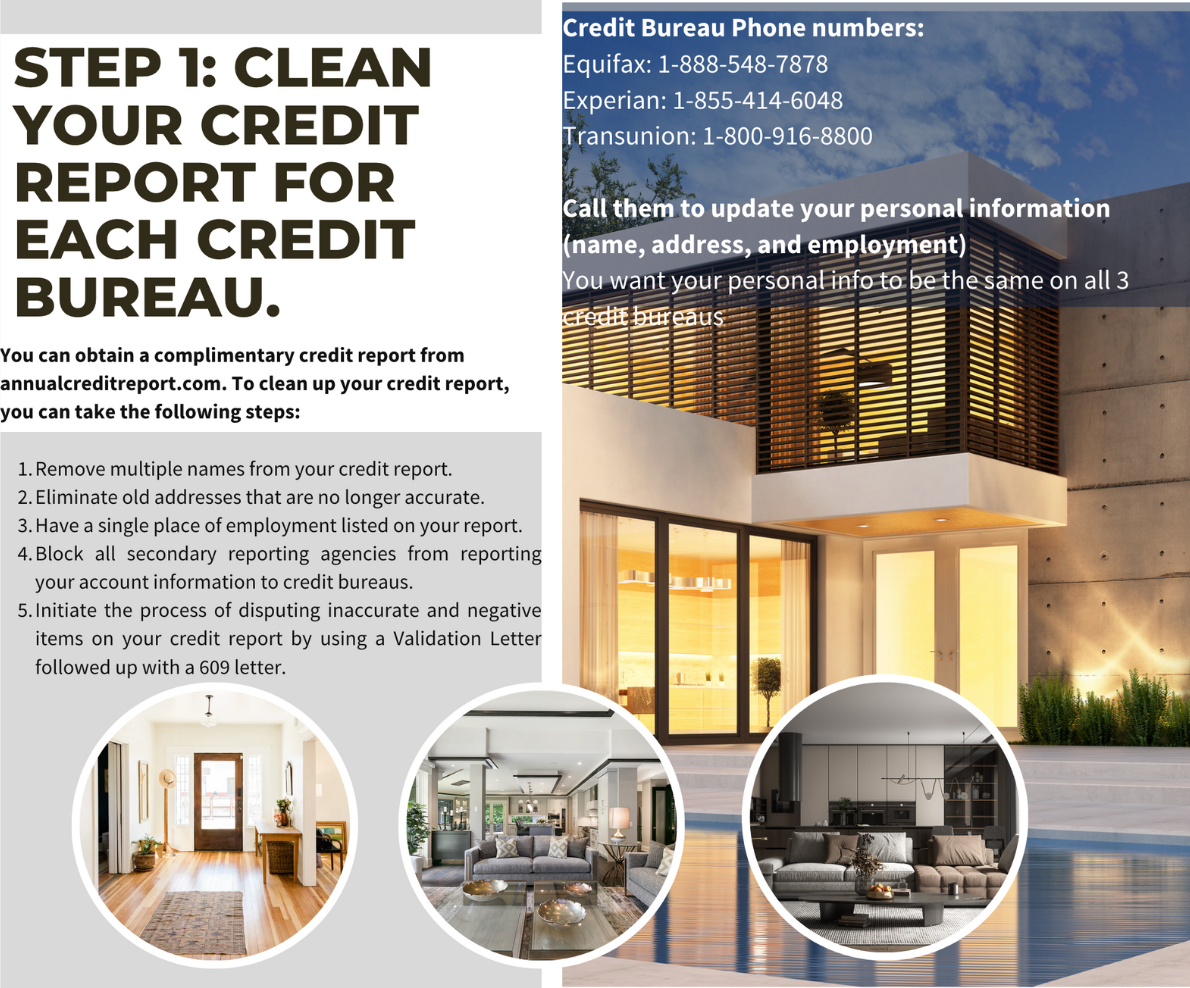 STEP 1: CLEAN
YOUR CREDIT
REPORT FOR
EACH CREDIT
BUREAU.
You can obtain a complimentary credit report from
annualcreditreport.com. To clean up your credit report,
you can take the following steps:
1. Remove multiple names from your credit report.
2. Eliminate old addresses that are no longer accurate.
3. Have a single place of employment listed on your report.
4. Block all secondary reporting agencies from reporting
your account information to credit bureaus.
5. Initiate the process of disputing inaccurate and negative
items on your credit report by using a Validation Letter
followed up with a 609 letter.
Credit Bureau Phone numbers:
Equifax: 1-888-548-7878
Experian: 1-855-414-6048
Transunion: 1-800-916-8800
Call them to update your personal information
(name, address, and employment)
You want your personal info to be the same on all 3
credit bureaus